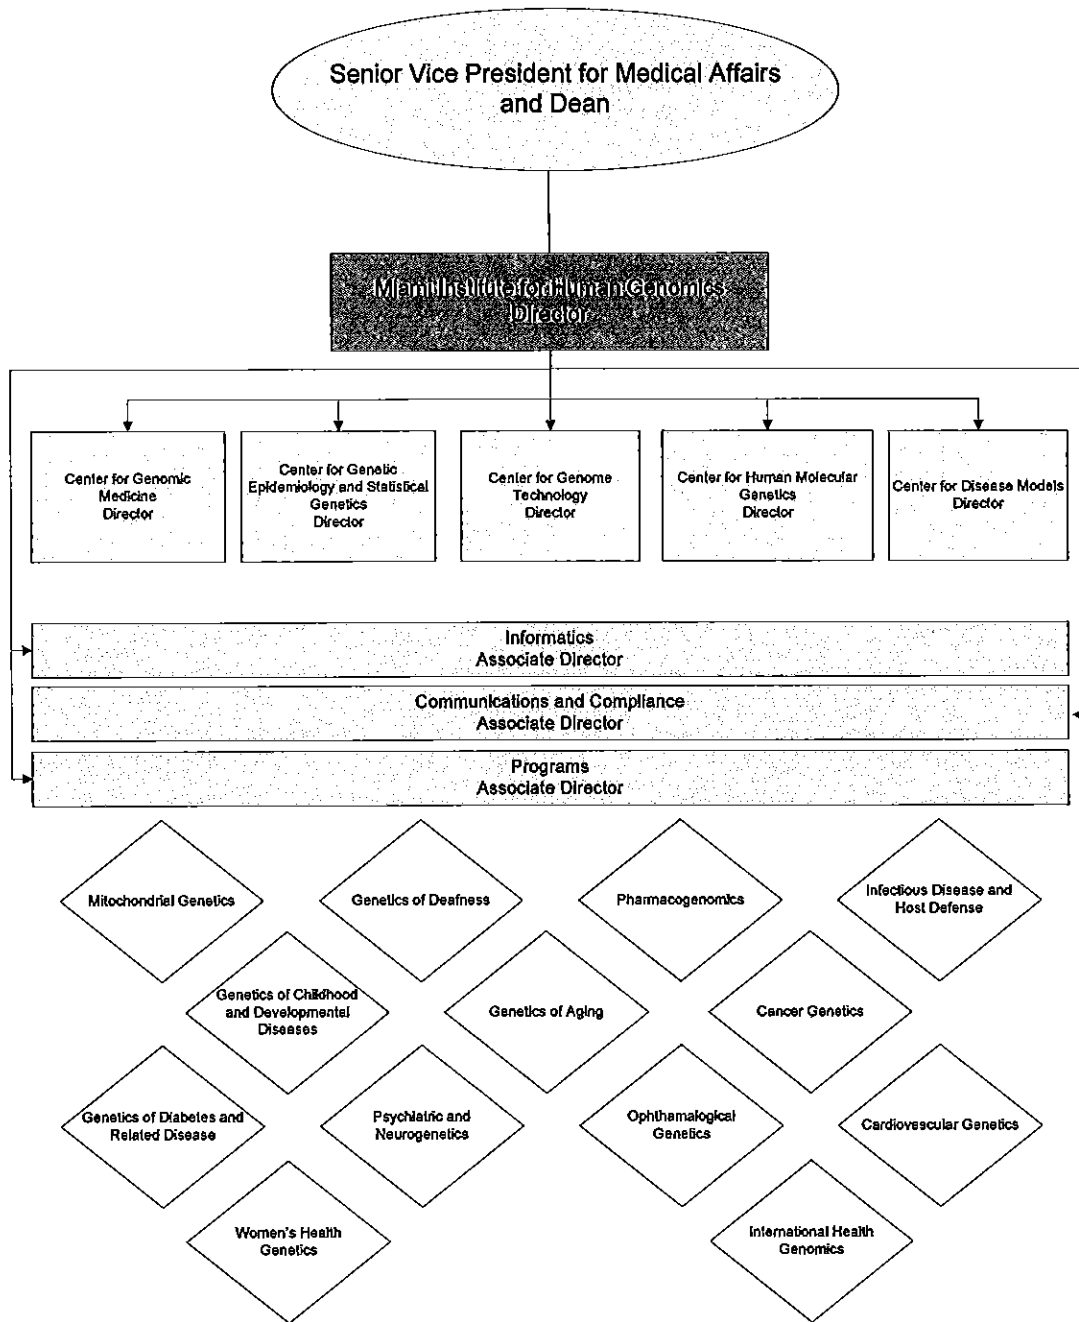 Senior Vice President for Medical Affairs
and Dean
Miami Institute for Human Genomics
Director
Center for Genomic
Medicine
Director
Center for Genetic
Epidemiology and Statistical
Genetics
Director
Center for Genome
Technology
Director
Center for Human Molecular
Genetics
Director
Center for Disease Models
Director
Informatics
Associate Director
Communications and Compliance
Associate Director
Programs
Associate Director
Mitochondrial Genetics
Genetics of Deafness
Pharmacogenomics
Infectious Disease and
Host Defense
Genetics of Childhood
and Developmental
Diseases
Genetics of Aging
Cancer Genetics
Genetics of Diabetes and
Related Disease
Psychiatric and
Neurogenetics
Ophthamalogical
Genetics
Cardiovascular Genetics
Women's Health
Genetics
International Health
Genomics